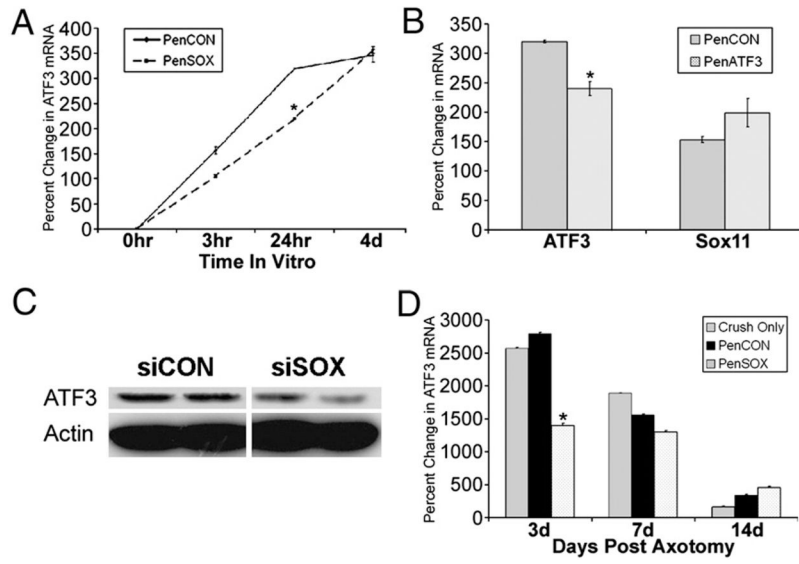 A
Percent Change in ATF3 mRNA
400
350
300
250
200
150
100
50
0
PenCON
PenSOX
*
0hr 3hr 24hr 4d
Time In Vitro
B
Percent Change in mRNA
350
300
250
200
150
100
50
0
PenCON
PenATF3
*
ATF3 Sox11
C
siCON siSOX
ATF3
Actin
D
Percent Change in ATF3 mRNA
3000
2500
2000
1500
1000
500
0
Crush Only
PenCON
PenSOX
*
3d 7d 14d
Days Post Axotomy